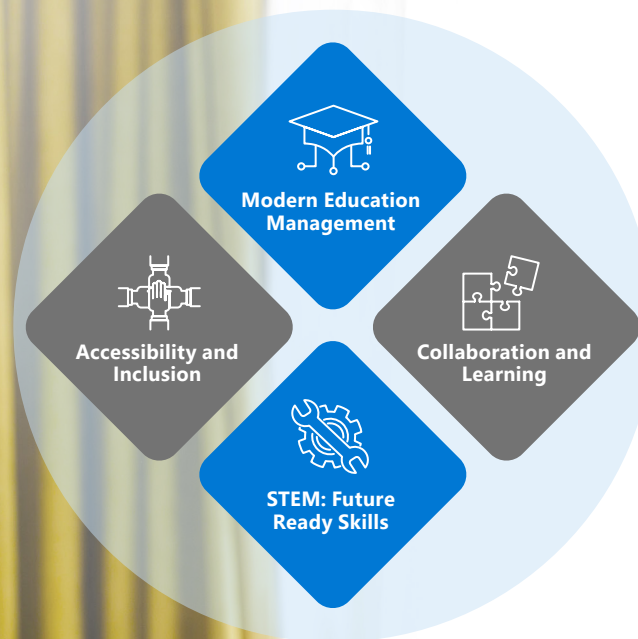 Modern Education
Management
Accessibility and
Inclusion
Collaboration and
Learning
STEM: Future
Ready Skills